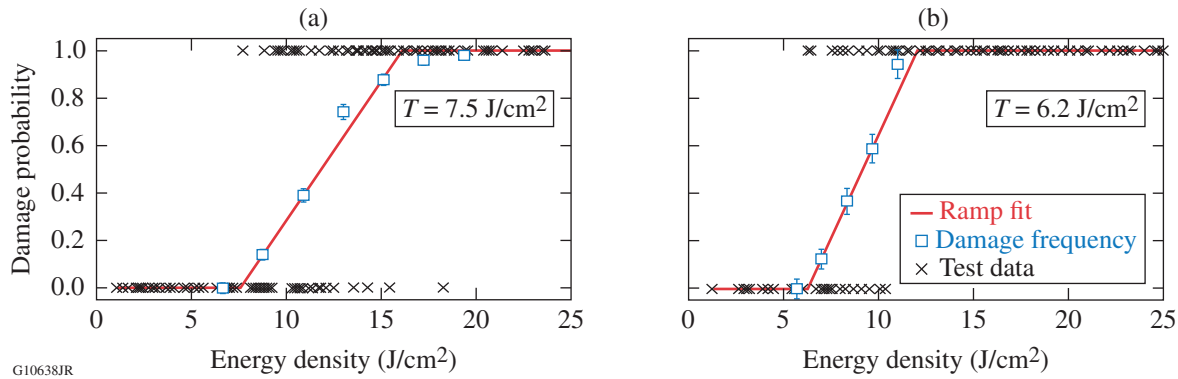 (a)
(b)
Damage probability
1.0
0.8
0.6
0.4
0.2
0.0
T = 7.5 J/cm²
T = 6.2 J/cm²
Ramp fit
Damage frequency
Test data
0 5 10 15 20 25
0 5 10 15 20 25
Energy density (J/cm²)
Energy density (J/cm²)
G10638JR